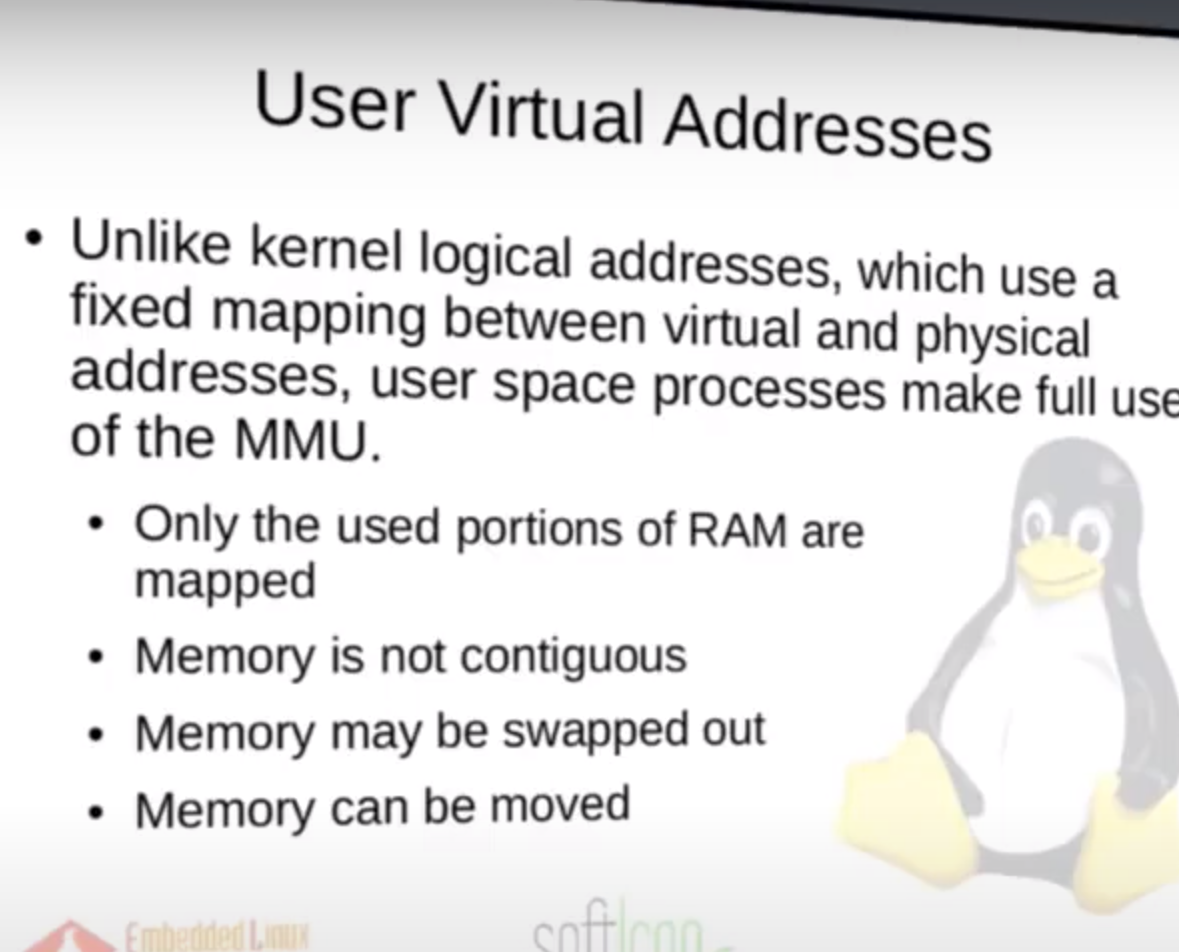 User Virtual Addresses
• Unlike kernel logical addresses, which use a
fixed mapping between virtual and physical
addresses, user space processes make full use
of the MMU.
• Only the used portions of RAM are
mapped
• Memory is not contiguous
• Memory may be swapped out
• Memory can be moved
Embedded Linux